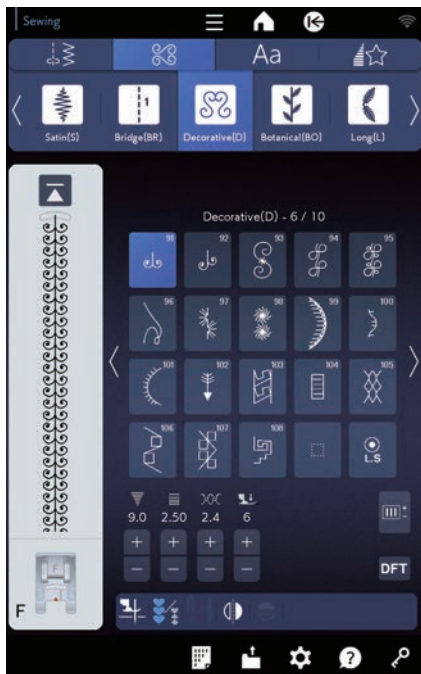 Sewing
Aa
1
Satin(S) Bridge(BR) Decorative(D) Botanical(BO) Long(L)
Decorative(D) - 6 / 10
91 92 93 94 95
96 97 98 99 100
101 102 103 104 105
106 107 108
L.S
9.0 2.50 2.4 6
+ + + +
− − − −
DFT
F
F
?